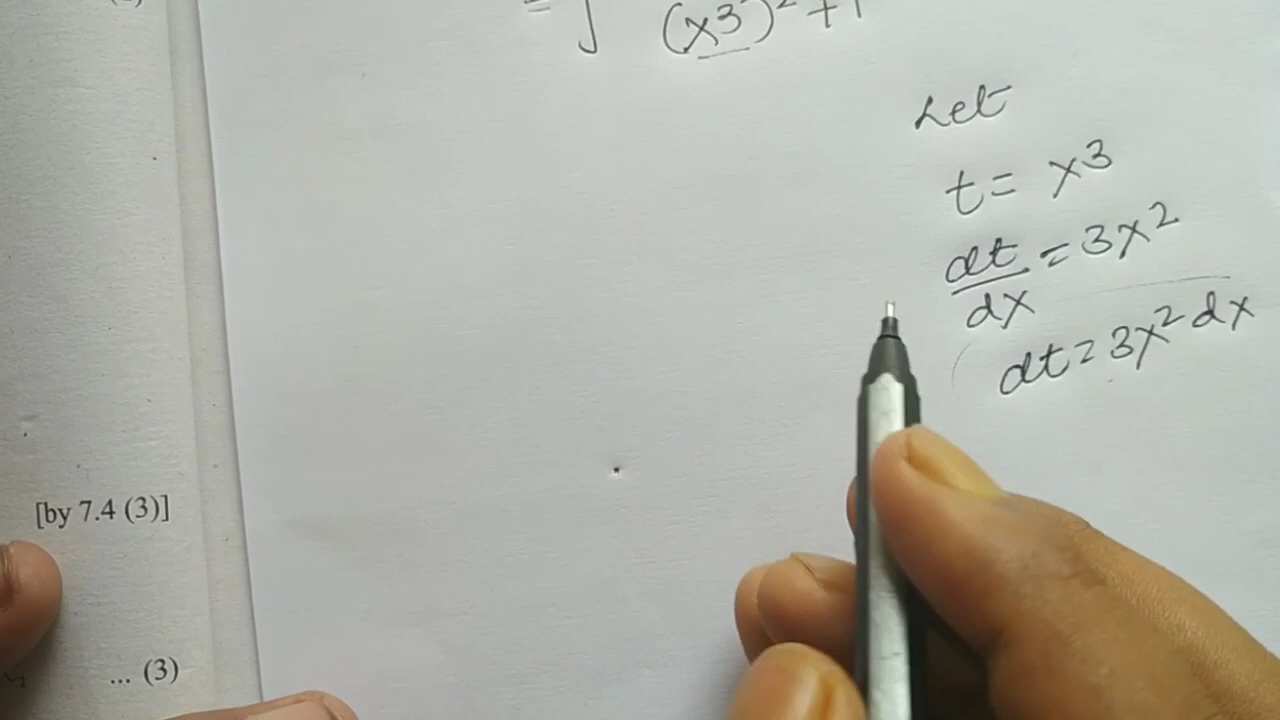 = ∫ (x3)² + 1
Let
t = x³
dt/dx = 3x²
dt = 3x² dx
[by 7.4 (3)]
... (3)